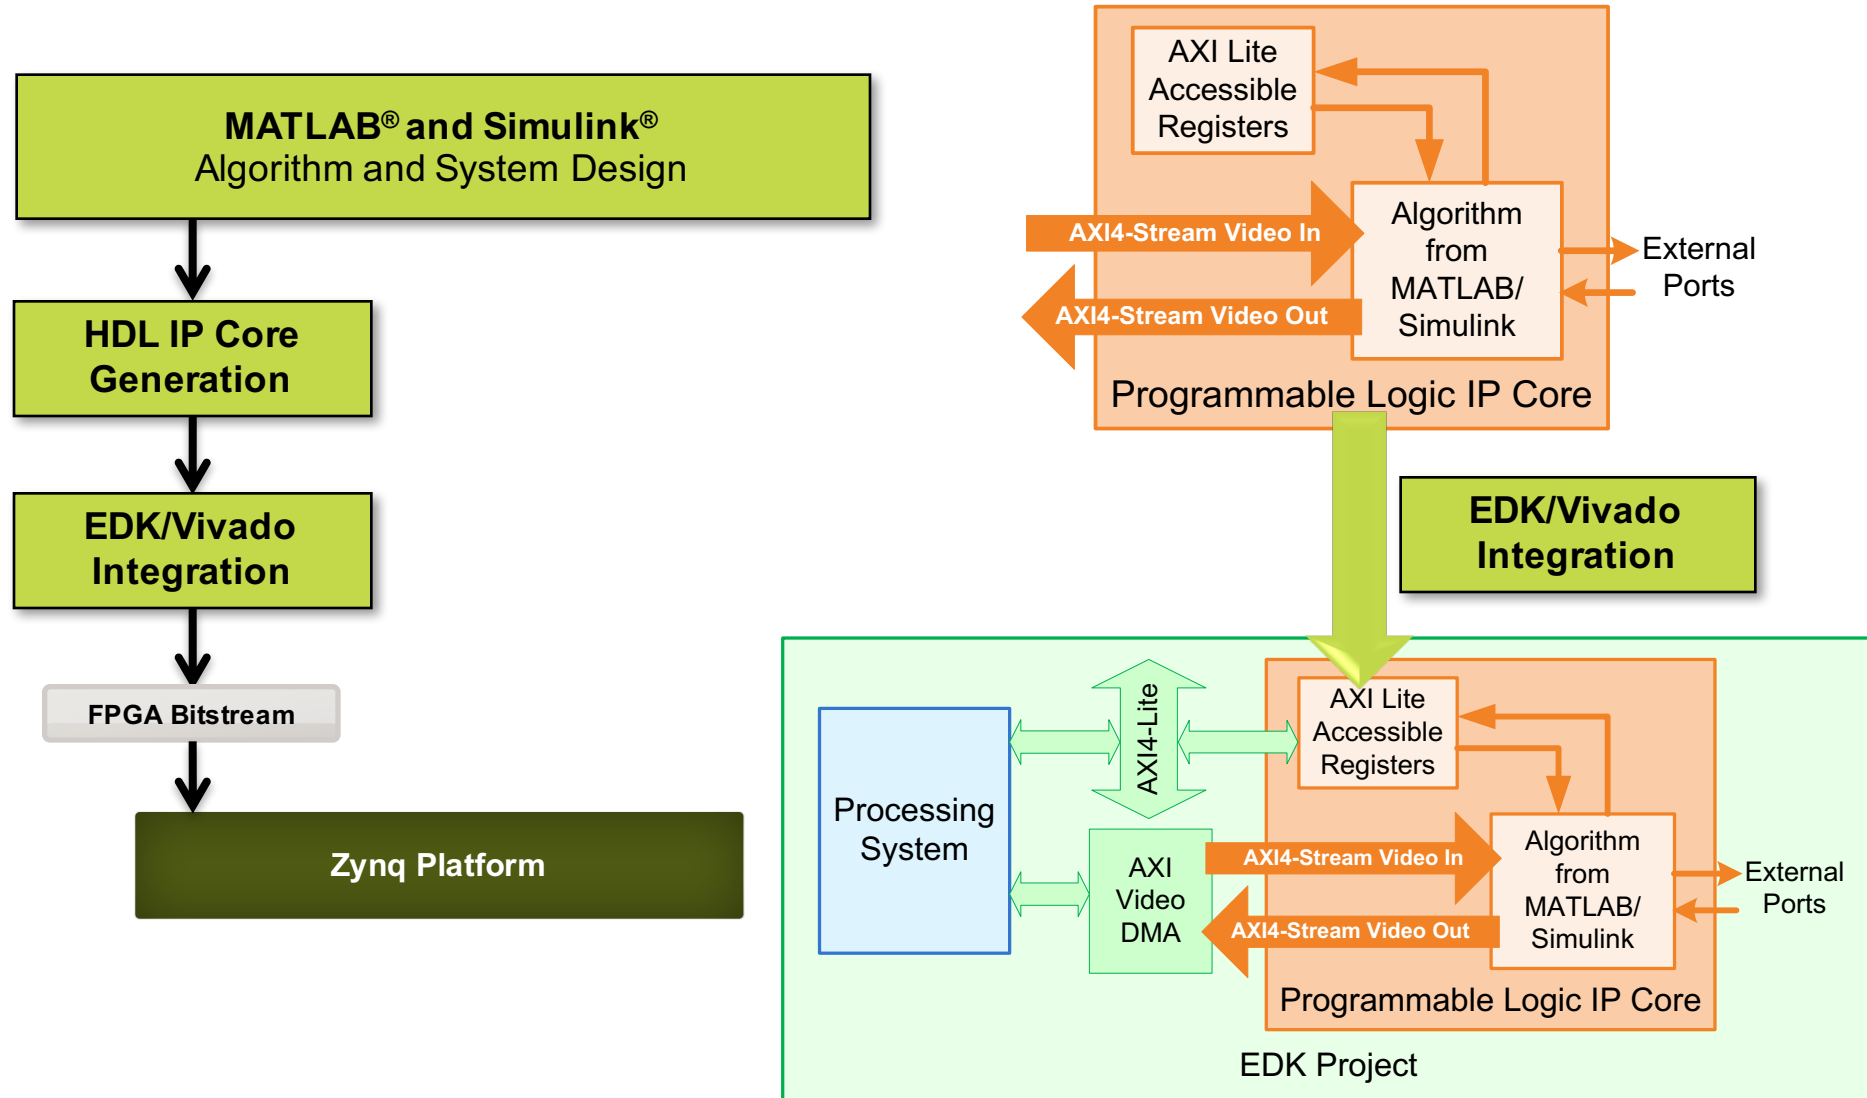 MATLAB® and Simulink®
Algorithm and System Design
HDL IP Core
Generation
EDK/Vivado
Integration
FPGA Bitstream
Zynq Platform
AXI Lite
Accessible
Registers
AXI4-Stream Video In
AXI4-Stream Video Out
Algorithm
from
MATLAB/
Simulink
External
Ports
Programmable Logic IP Core
EDK/Vivado
Integration
Processing
System
AXI4-Lite
AXI
Video
DMA
AXI Lite
Accessible
Registers
AXI4-Stream Video In
AXI4-Stream Video Out
Algorithm
from
MATLAB/
Simulink
External
Ports
Programmable Logic IP Core
EDK Project